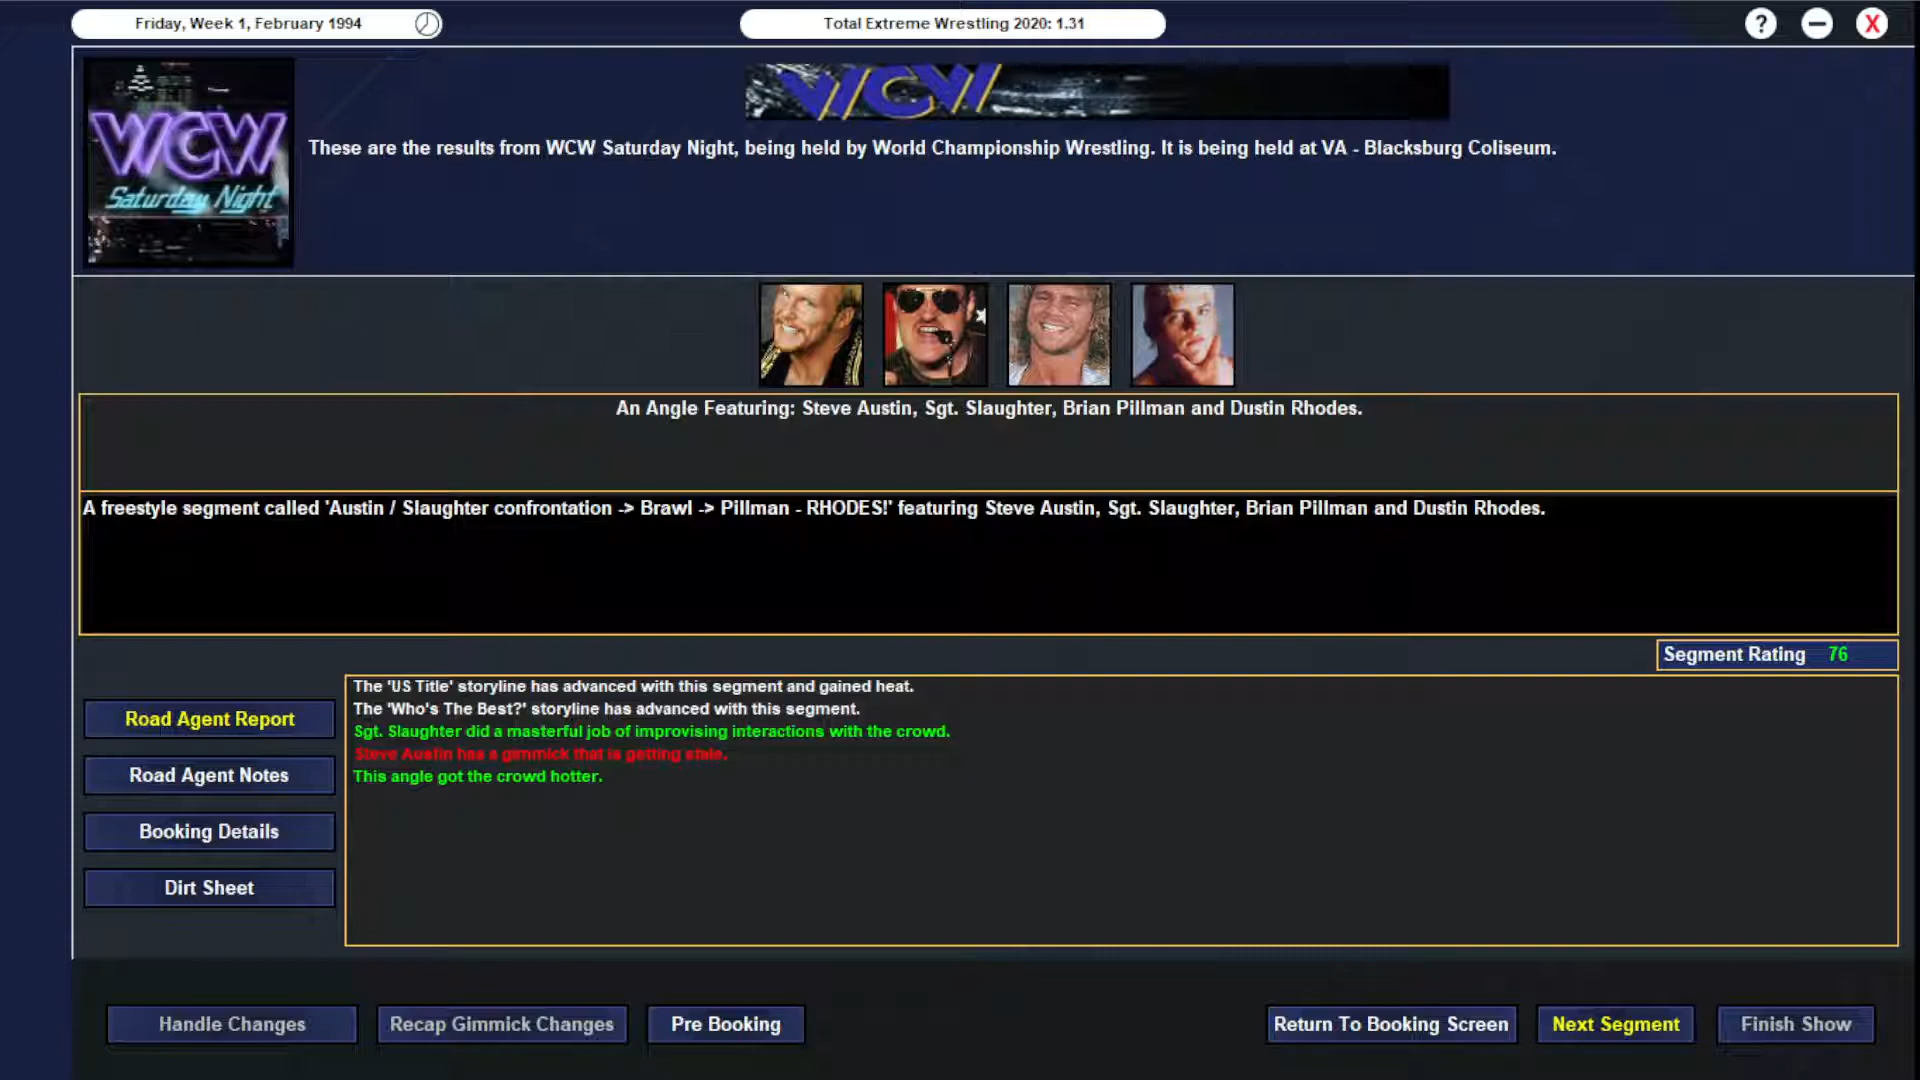 Friday, Week 1, February 1994
Total Extreme Wrestling 2020: 1.31
?
X
WCW
WCW
Saturday Night
These are the results from WCW Saturday Night, being held by World Championship Wrestling. It is being held at VA - Blacksburg Coliseum.
An Angle Featuring: Steve Austin, Sgt. Slaughter, Brian Pillman and Dustin Rhodes.
A freestyle segment called 'Austin / Slaughter confrontation -> Brawl -> Pillman - RHODES!' featuring Steve Austin, Sgt. Slaughter, Brian Pillman and Dustin Rhodes.
Segment Rating 76
Road Agent Report
Road Agent Notes
Booking Details
Dirt Sheet
The 'US Title' storyline has advanced with this segment and gained heat.
The 'Who's The Best?' storyline has advanced with this segment.
Sgt. Slaughter did a masterful job of improvising interactions with the crowd.
Steve Austin has a gimmick that is getting stale.
This angle got the crowd hotter.
Handle Changes
Recap Gimmick Changes
Pre Booking
Return To Booking Screen
Next Segment
Finish Show